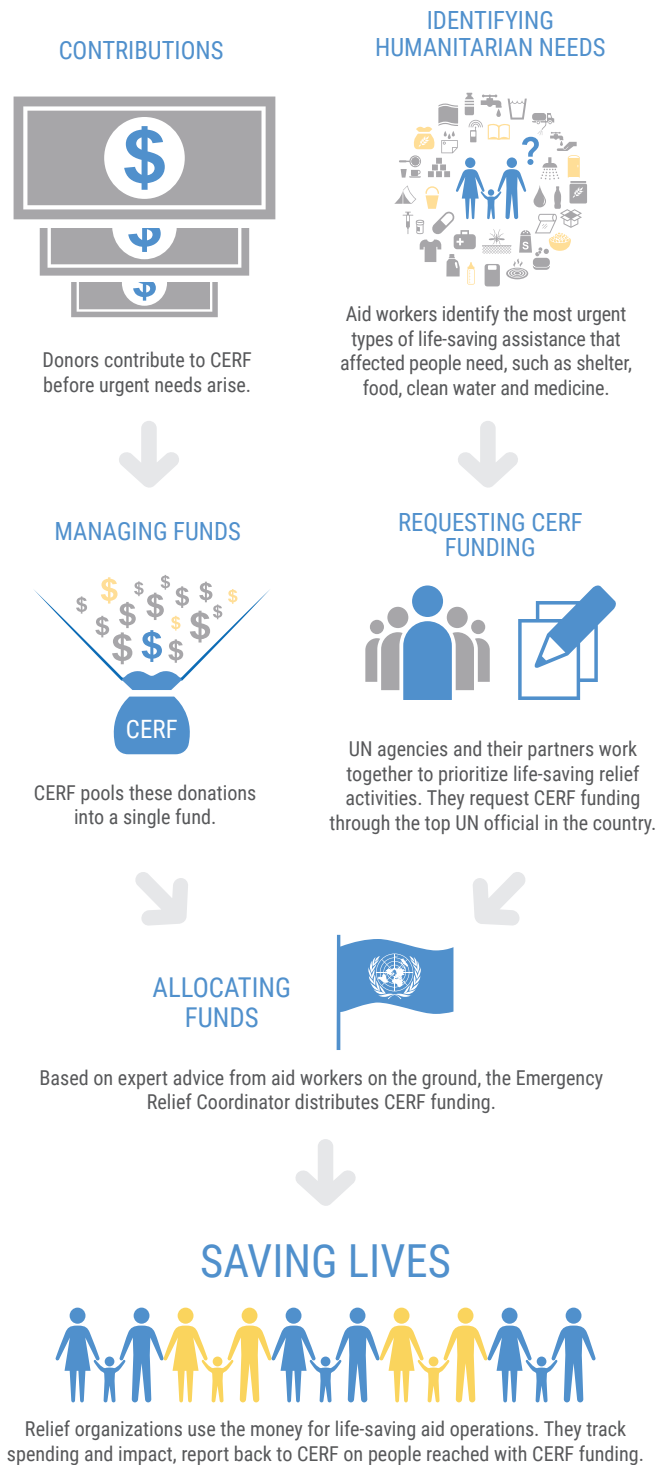 CONTRIBUTIONS
$
$
$
Donors contribute to CERF
before urgent needs arise.
IDENTIFYING
HUMANITARIAN NEEDS
?
S
Aid workers identify the most urgent
types of life-saving assistance that
affected people need, such as shelter,
food, clean water and medicine.
MANAGING FUNDS
$ $ $ $ $ $ $ $ $ $ $ $ $ $ $ $
CERF
CERF pools these donations
into a single fund.
REQUESTING CERF
FUNDING
UN agencies and their partners work
together to prioritize life-saving relief
activities. They request CERF funding
through the top UN official in the country.
ALLOCATING
FUNDS
Based on expert advice from aid workers on the ground, the Emergency
Relief Coordinator distributes CERF funding.
SAVING LIVES
Relief organizations use the money for life-saving aid operations. They track
spending and impact, report back to CERF on people reached with CERF funding.